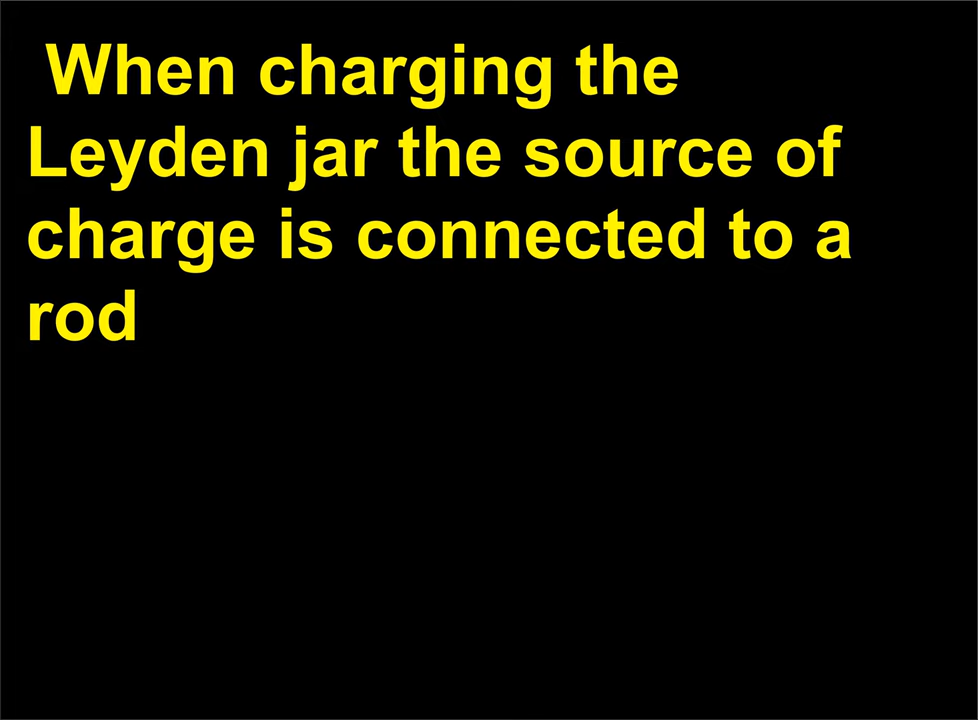 When charging the
Leyden jar the source of
charge is connected to a
rod